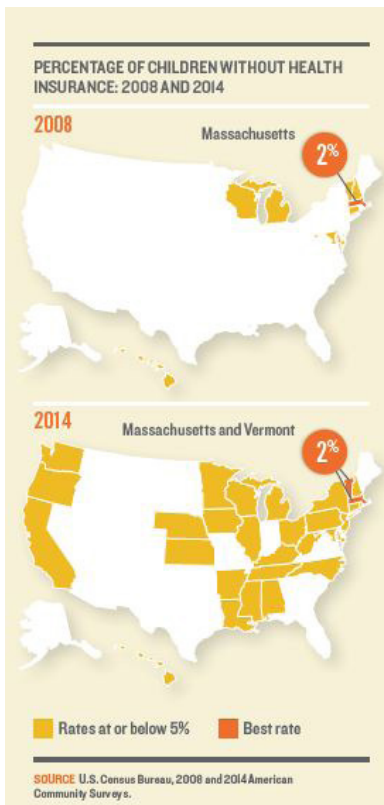 PERCENTAGE OF CHILDREN WITHOUT HEALTH
INSURANCE: 2008 AND 2014
2008
Massachusetts
2%
2014
Massachusetts and Vermont
2%
Rates at or below 5%
Best rate
SOURCE U.S. Census Bureau, 2008 and 2014 American
Community Surveys.